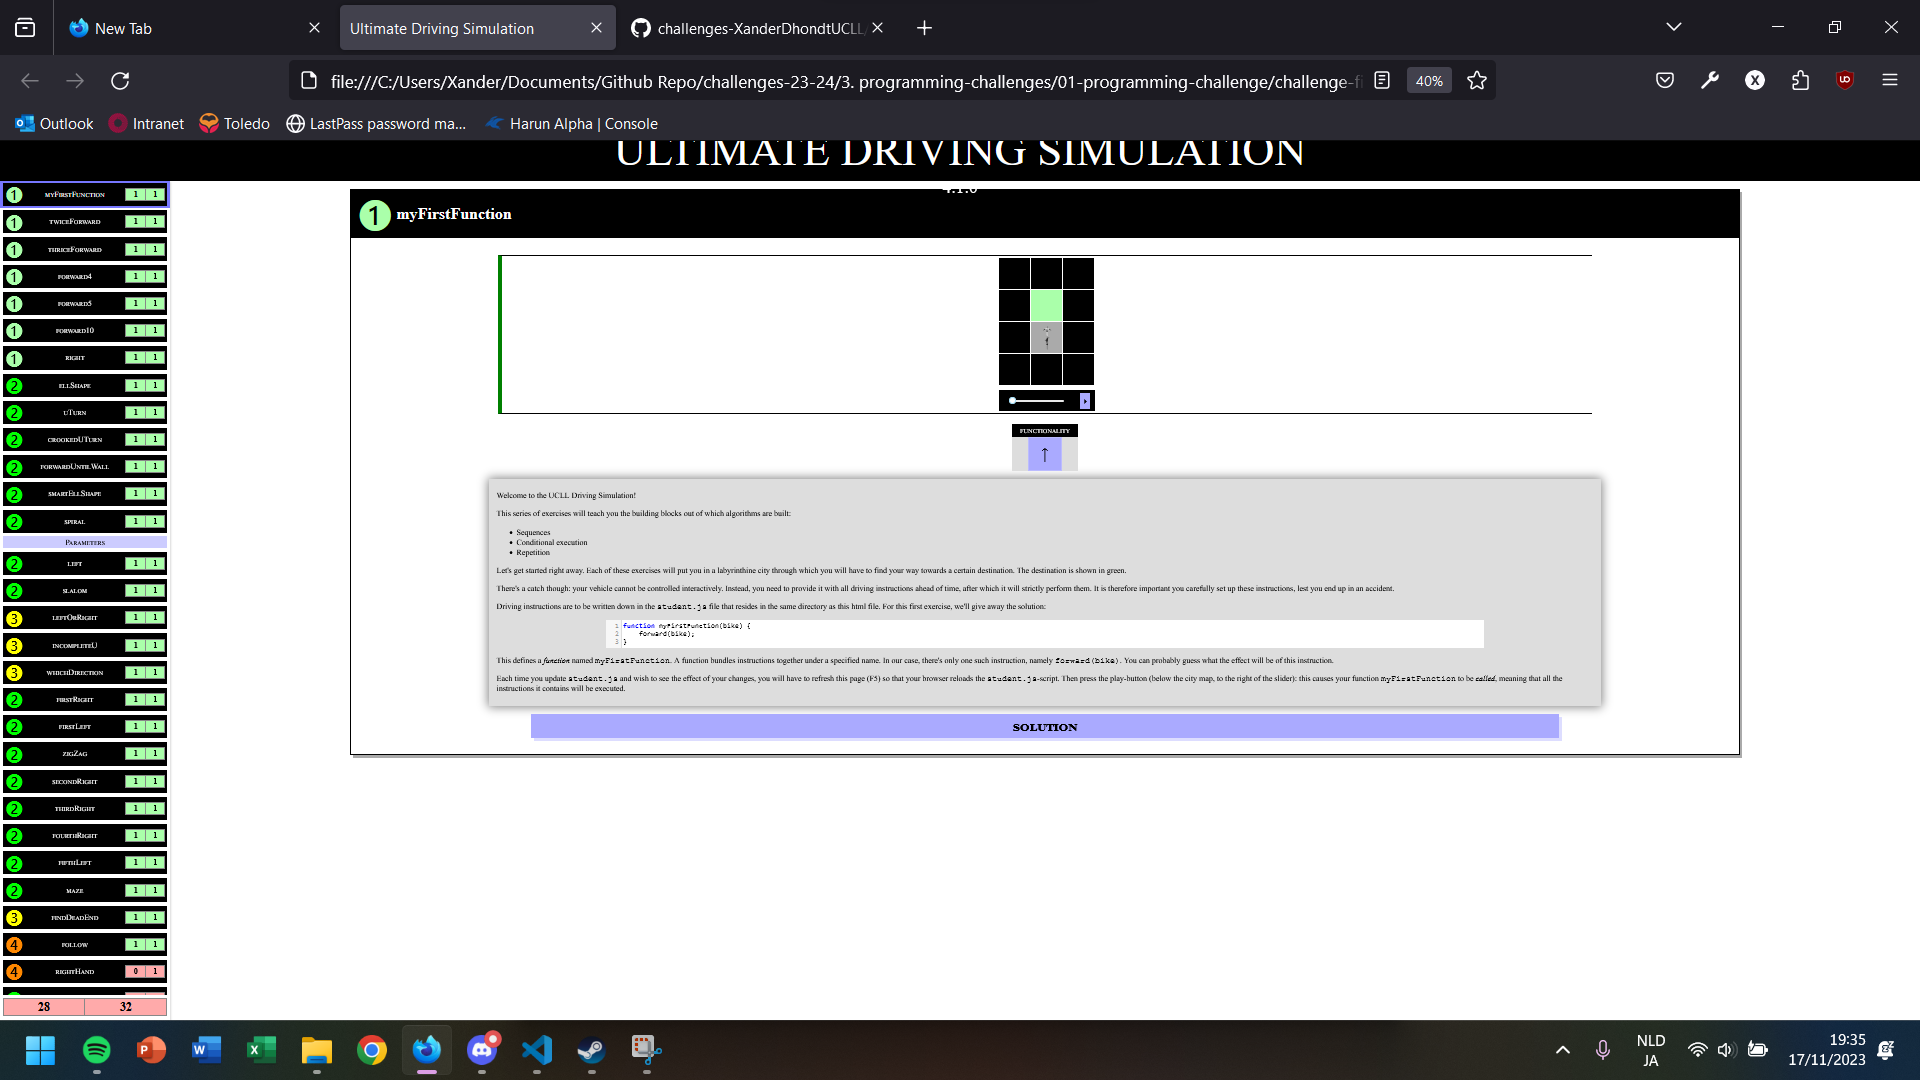 New Tab
Ultimate Driving Simulation
challenges-XanderDhondtUCLL
file:///C:/Users/Xander/Documents/Github Repo/challenges-23-24/3. programming-challenges/01-programming-challenge/challenge-fi
40%
Outlook
Intranet
Toledo
LastPass password ma...
Harun Alpha | Console
ULTIMATE DRIVING SIMULATION
4.1.0
1 myFirstFunction 1 1
1 twiceForward 1 1
1 thriceForward 1 1
1 forward4 1 1
1 forward5 1 1
1 forward10 1 1
1 right 1 1
2 ellShape 1 1
2 uTurn 1 1
2 crookedUTurn 1 1
2 forwardUntilWall 1 1
2 smartEllShape 1 1
2 spiral 1 1
Parameters
2 left 1 1
2 slalom 1 1
3 leftOrRight 1 1
3 incompleteU 1 1
3 whichDirection 1 1
2 firstRight 1 1
2 firstLeft 1 1
2 zigZag 1 1
2 secondRight 1 1
2 thirdRight 1 1
2 fourthRight 1 1
2 fifthLeft 1 1
2 maze 1 1
3 findDeadEnd 1 1
4 follow 1 1
4 rightHand 0 1
28 32
1 myFirstFunction
FUNCTIONALITY
↑
Welcome to the UCLL Driving Simulation!
This series of exercises will teach you the building blocks out of which algorithms are built:
• Sequences
• Conditional execution
• Repetition
Let's get started right away. Each of these exercises will put you in a labyrinthine city through which you will have to find your way towards a certain destination. The destination is shown in green.
There's a catch though: your vehicle cannot be controlled interactively. Instead, you need to provide it with all driving instructions ahead of time, after which it will strictly perform them. It is therefore important you carefully set up these instructions, lest you end up in an accident.
Driving instructions are to be written down in the student.js file that resides in the same directory as this html file. For this first exercise, we'll give away the solution:
1 function myFirstFunction(bike) {
2 forward(bike);
3 }
This defines a function named myFirstFunction. A function bundles instructions together under a specified name. In our case, there's only one such instruction, namely forward(bike). You can probably guess what the effect will be of this instruction.
Each time you update student.js and wish to see the effect of your changes, you will have to refresh this page (F5) so that your browser reloads the student.js-script. Then press the play-button (below the city map, to the right of the slider): this causes your function myFirstFunction to be called, meaning that all the
instructions it contains will be executed.
SOLUTION
NLD
JA
19:35
17/11/2023